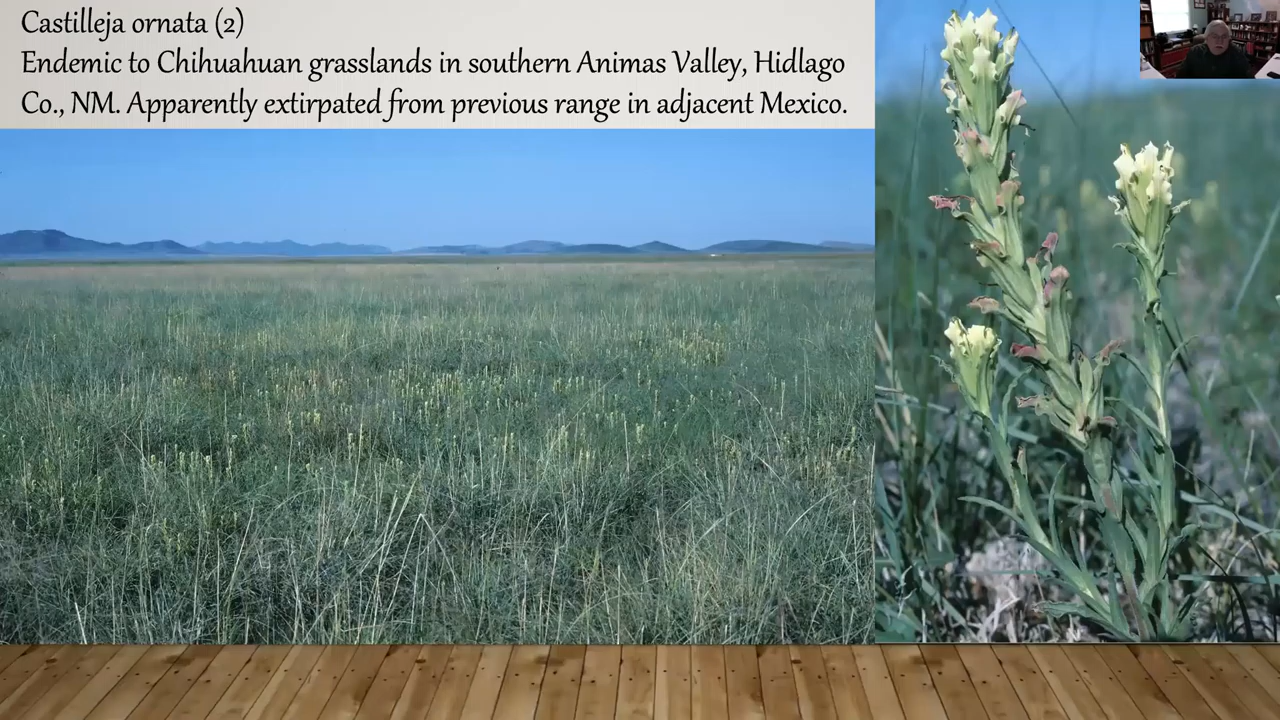 Castilleja ornata (2)
Endemic to Chihuahuan grasslands in southern Animas Valley, Hidlago
Co., NM. Apparently extirpated from previous range in adjacent Mexico.